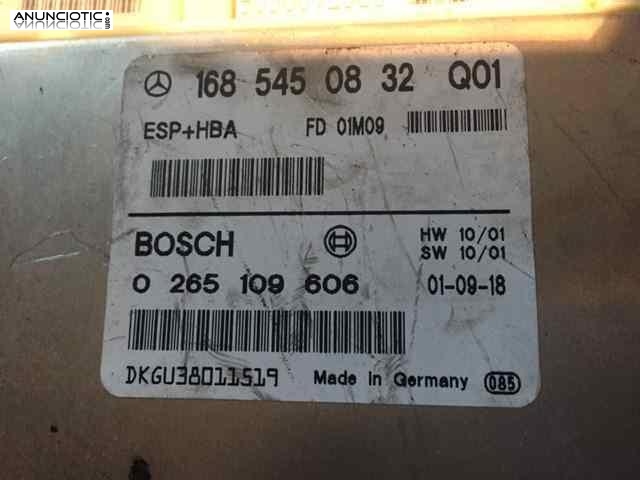 ANUNCIOTIC.com
168 545 08 32 Q01
ESP+HBA FD 01M09
BOSCH HW 10/01
SW 10/01
0 265 109 606 01-09-18
DKGU38011519 Made in Germany 085